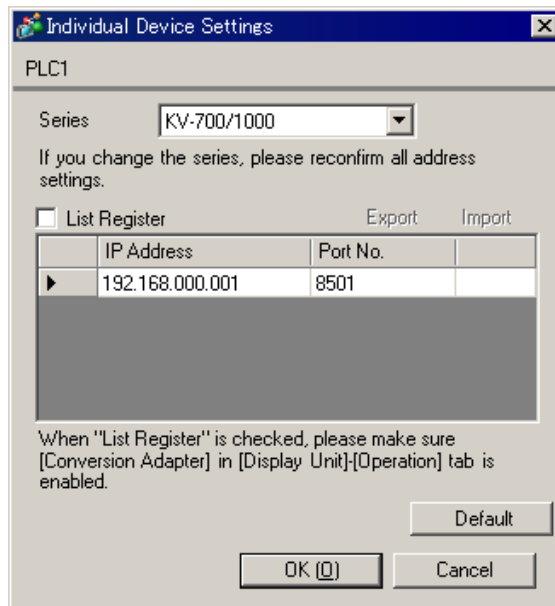 Individual Device Settings
PLC1
Series KV-700/1000
If you change the series, please reconfirm all address
settings.
List Register Export Import
IP Address Port No.
192.168.000.001 8501
When "List Register" is checked, please make sure
[Conversion Adapter] in [Display Unit]-[Operation] tab is
enabled.
Default
OK (O) Cancel